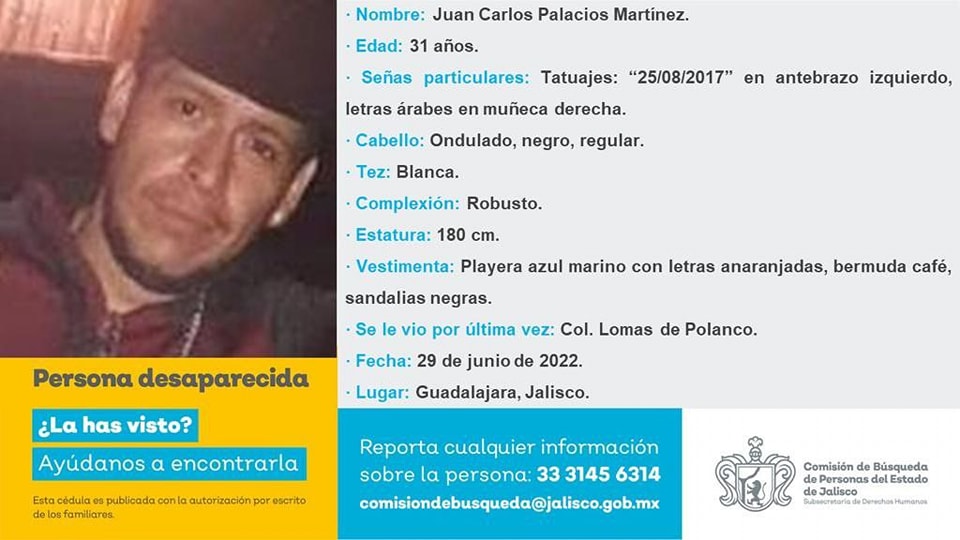 · Nombre: Juan Carlos Palacios Martínez.
· Edad: 31 años.
· Señas particulares: Tatuajes: “25/08/2017” en antebrazo izquierdo,
letras árabes en muñeca derecha.
· Cabello: Ondulado, negro, regular.
· Tez: Blanca.
· Complexión: Robusto.
· Estatura: 180 cm.
· Vestimenta: Playera azul marino con letras anaranjadas, bermuda café,
sandalias negras.
· Se le vio por última vez: Col. Lomas de Polanco.
· Fecha: 29 de junio de 2022.
· Lugar: Guadalajara, Jalisco.
Persona desaparecida
¿La has visto?
Ayúdanos a encontrarla
Esta cédula es publicada con la autorización por escrito
de los familiares.
Reporta cualquier información
sobre la persona: 33 3145 6314
comisiondebusqueda@jalisco.gob.mx
Comisión de Búsqueda
de Personas del Estado
de Jalisco
Subsecretaría de Derechos Humanos